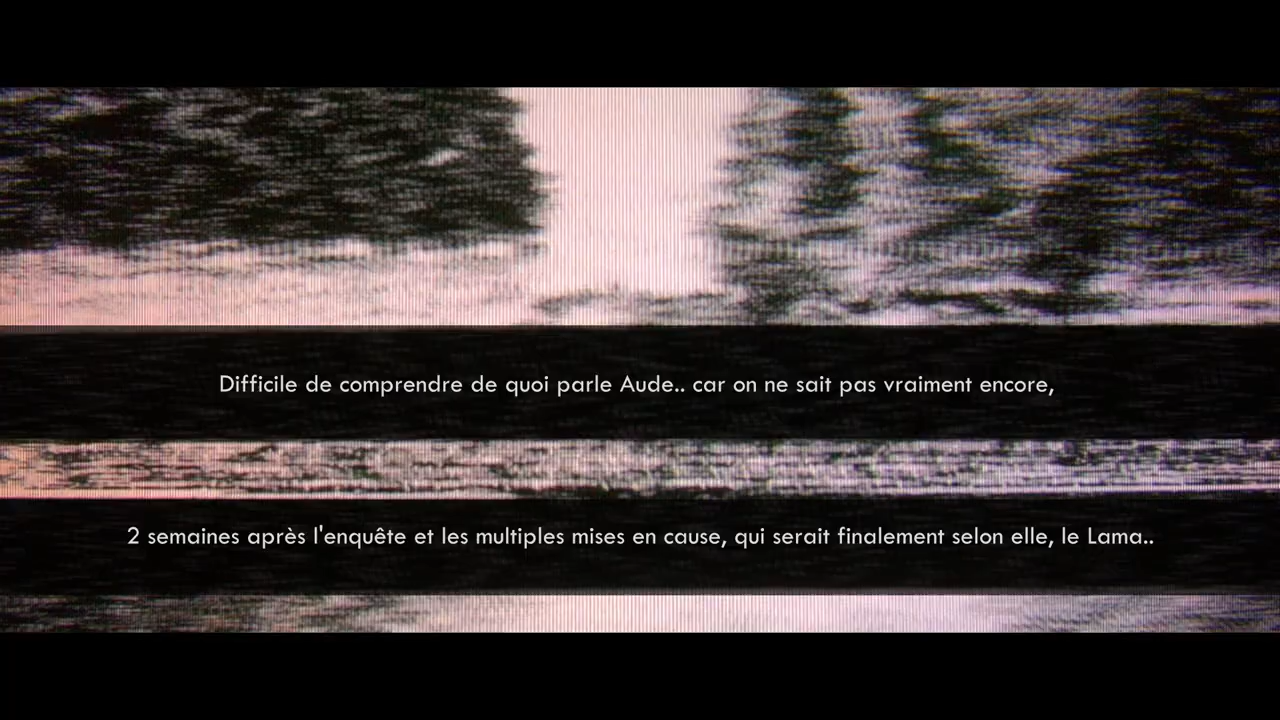 Difficile de comprendre de quoi parle Aude.. car on ne sait pas vraiment encore,
2 semaines après l'enquête et les multiples mises en cause, qui serait finalement selon elle, le Lama..